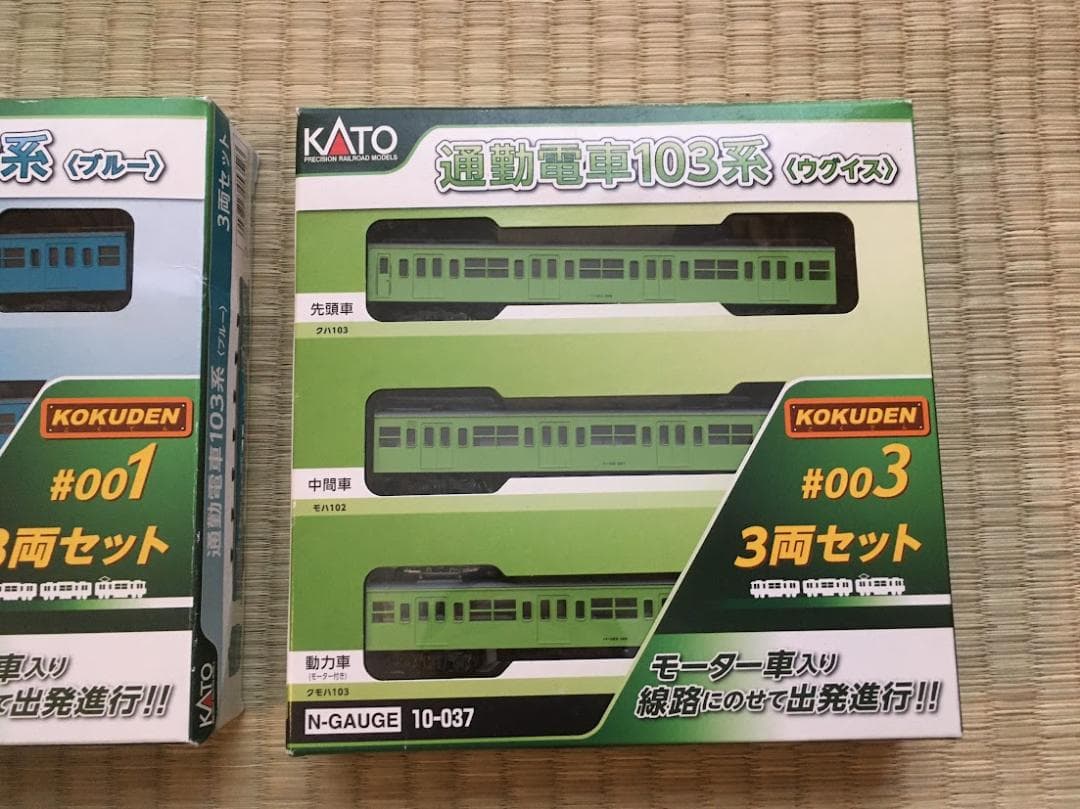 系〈ブルー〉
KOKUDEN
#001
3両セット
車入り
て出発進行!!
3両セット
通勤電車103系〈ブルー〉
KATO
KATO
PRECISION RAILROAD MODELS
通勤電車103系〈ウグイス〉
先頭車
クハ103
中間車
モハ102
動力車
(モーター付き)
クモハ103
KOKUDEN
#003
3両セット
モーター車入り
線路にのせて出発進行!!
N-GAUGE 10-037